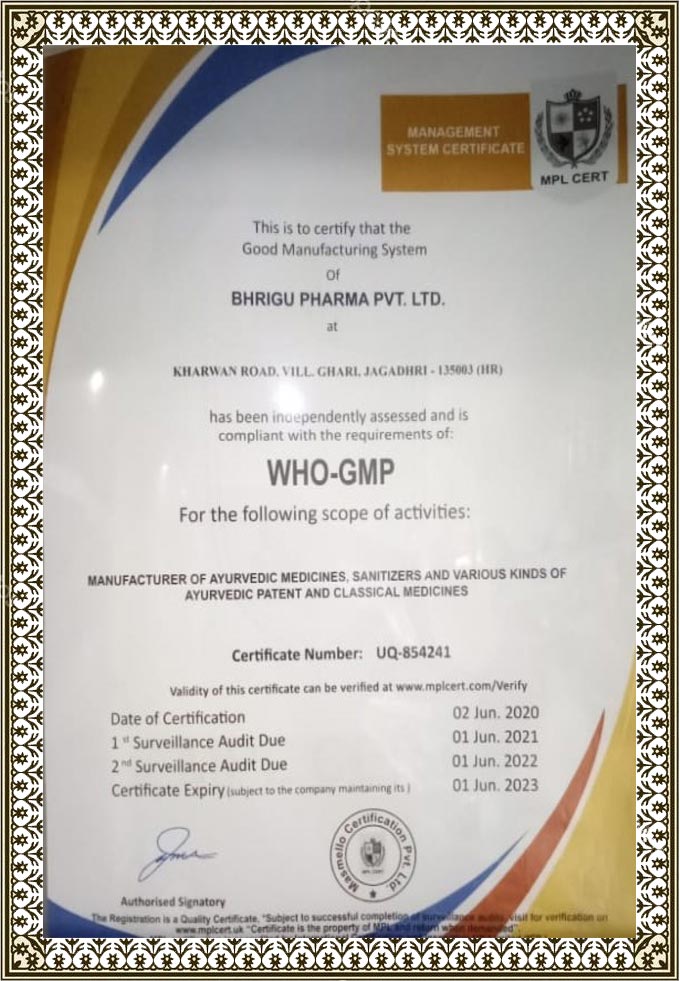 MANAGEMENT
SYSTEM CERTIFICATE
MPL CERT
This is to certify that the
Good Manufacturing System
Of
BHRIGU PHARMA PVT. LTD.
at
KHARWAN ROAD, VILL. GHARI, JAGADHRI - 135003 (HR)
has been independently assessed and is
compliant with the requirements of:
WHO-GMP
For the following scope of activities:
MANUFACTURER OF AYURVEDIC MEDICINES, SANITIZERS AND VARIOUS KINDS OF
AYURVEDIC PATENT AND CLASSICAL MEDICINES
Certificate Number: UQ-854241
Validity of this certificate can be verified at www.mplcert.com/Verify
Date of Certification 02 Jun. 2020
1st Surveillance Audit Due 01 Jun. 2021
2nd Surveillance Audit Due 01 Jun. 2022
Certificate Expiry (subject to the company maintaining its ) 01 Jun. 2023
Masmello Certification Pvt. Ltd.
MPL CERT
Authorised Signatory
The Registration is a Quality Certificate. "Subject to successful completion of surveillance audits, visit for verification on
www.mplcert.uk "Certificate is the property of MPL and return when demanded".